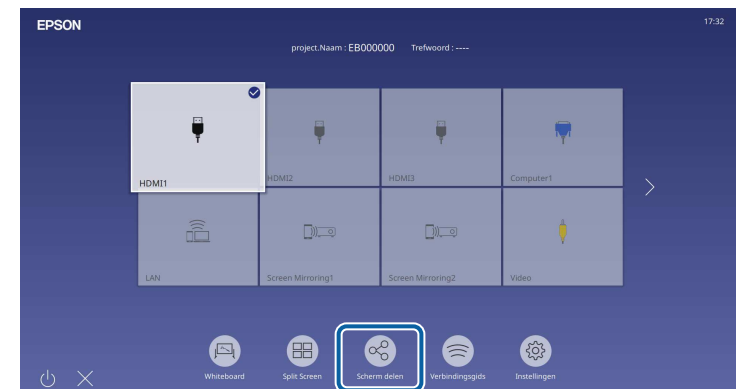 EPSON
17:32
project.Naam : EB000000 Trefwoord : ----
HDMI1
HDMI2
HDMI3
Computer1
LAN
Screen Mirroring1
Screen Mirroring2
Video
Whiteboard
Split Screen
Scherm delen
Verbindingsgids
Instellingen